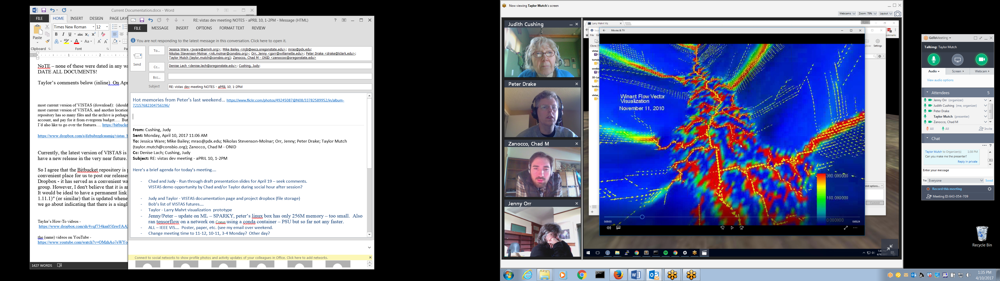 Current Documentation.docx - Word
FILE HOME INSERT DESIGN PAGE LAYO
Times New Roman 12
Paste
Clipboard Font Pa
NoTE – none of these were dated in any wa
DATE ALL DOCUMENTS!
Taylor's comments below (inline) On Apr
most current version of VISTAS (download): (should
most current version of VISTAS, and another location
repository has so many files and the archive is perhaps
account, and pay for it from evergreen budget…. But
I'd also like to go over the features…. https://bitbucke
https://www.dropbox.com/s/dzbubrzglcaumjq/vistas_b
Currently, the latest version of VISTAS is
have a new release in the very near future.
So I agree that the Bitbucket repository is p
convenient place for us to post our releases
Dropbox - it has served as a convenient wa
group. However, I don't believe that it is an
It would be ideal to have a permanent link
1.11.1)" (or similar) that is updated whene
we go about indicating that there is a singl
Taylor's How-To videos -
https://www.dropbox.com/sh/4vqf734km05fzwf/AA
the (same) videos on YouTube -
https://www.youtube.com/watch?v=OMzhAo7eWYo
1427 WORDS
RE: vistas dev meeting NOTES - aPRIL 10, 1-2PM - Message (HTML)
FILE MESSAGE INSERT OPTIONS FORMAT TEXT REVIEW
You are not responding to the latest message in this conversation. Click here to open it.
Send
To...
Jessica Ware <jware@amnh.org>; Mike Bailey <mjb@eecs.oregonstate.edu>; mrao@pdx.edu;
Nikolas Stevenson-Molnar <nik.molnar@consbio.org>; Orr, Jenny <gorr@willamette.edu>; Peter Drake <drake@lclark.edu>;
Taylor Mutch (taylor.mutch@consbio.org); Zanocco, Chad M - ONID <zanoccoc@oregonstate.edu>
Cc... Denise Lach <denise.lach@oregonstate.edu>; Cushing, Judy;
Bcc...
Subject RE: vistas dev meeting NOTES - aPRIL 10, 1-2PM
Hot memories from Peter's last weekend… https://www.flickr.com/photos/49245087@N08/33782589952/in/album-
72157682304756196/
From: Cushing, Judy
Sent: Monday, April 10, 2017 11:06 AM
To: Jessica Ware; Mike Bailey; mrao@pdx.edu; Nikolas Stevenson-Molnar; Orr, Jenny; Peter Drake; Taylor Mutch
(taylor.mutch@consbio.org); Zanocco, Chad M - ONID
Cc: Denise Lach; Cushing, Judy
Subject: RE: vistas dev meeting - aPRIL 10, 1-2PM
Here's a brief agenda for today's meeting….
- Chad and Judy - Run through draft presentation slides for April 19 – seek comments.
VISTAS demo opportunity by Chad and/or Taylor during social hour after session?
- Judy and Taylor - VISTAS documentation page and project dropbox (file storage)
- Bob's list of VISTAS futures….
- Taylor - Larry Mahrt visualization prototype
- Jenny/Peter – update on ML – SPARKY, peter's linux box has only 256M memory – too small. Also
ran tensorflow on a network on Coeus using a conda container – PSU but so far not any faster.
- ALL – IEEE VIS…. Poster, paper, etc. (see my email over weekend.
- Change meeting time to 11-12, 10-11, 3-4 Monday? Other day?
Connect to social networks to show profile photos and activity updates of your colleagues in Office. Click here to add networks.
Now viewing Taylor Mutch's screen
Webcams Zoom: 75% Layout
Judith Cushing
Peter Drake
Zanocco, Chad M
Jenny Orr
Larry Mahrt Viz
Movies & TV
Settings
Winant Flow Vector
Visualization
November 11, 2010
300.000000
150.000000
0.000000
0:00:03
0:00:24
10
30
Commit
GoToMeeting
Talking: Taylor Mutch
Audio Screen Webcam
View audio options
Attendees 5
Jenny Orr (organizer)
Judith Cushing (me, organizer)
Peter Drake
Taylor Mutch (presenter)
Zanocco, Chad M
All All Invite
Chat
Taylor Mutch to Organizer(s) 1:38 PM
Can you make me the presenter?
Reply in private
Enter your message
To: Everyone Send
Record this meeting
Meeting ID: 643-054-709
Recycle Bin
1:35 PM
4/10/2017